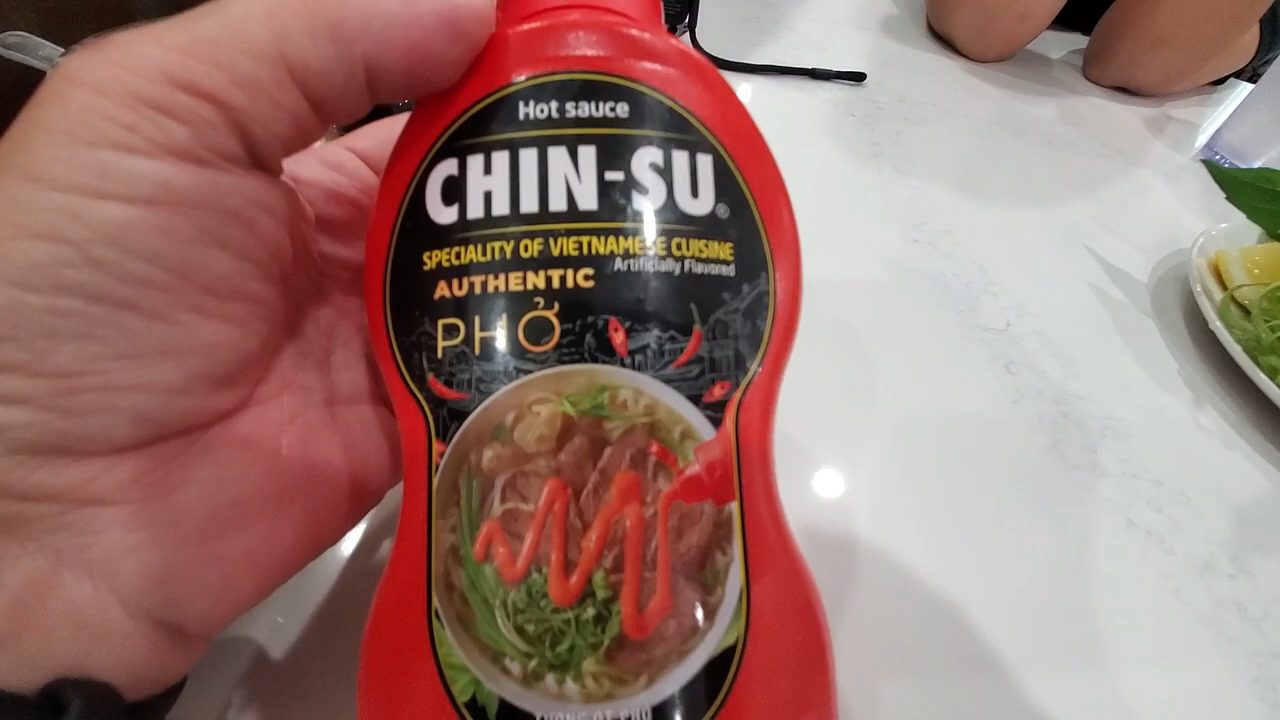 Hot sauce
CHIN-SU®
SPECIALITY OF VIETNAMESE CUISINE
Artificially Flavored
AUTHENTIC
PHỞ